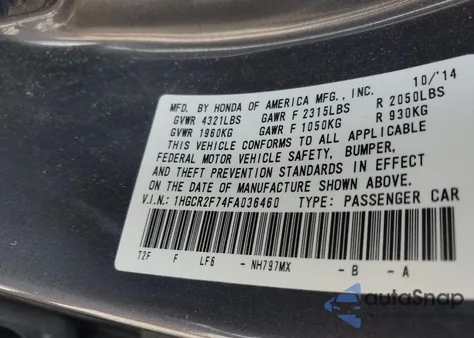 10/'14
MFD. BY HONDA OF AMERICA MFG., INC.
GVWR 4321LBS GAWR F 2315LBS R 2050LBS
GVWR 1960KG GAWR F 1050KG R 930KG
THIS VEHICLE CONFORMS TO ALL APPLICABLE
FEDERAL MOTOR VEHICLE SAFETY, BUMPER,
AND THEFT PREVENTION STANDARDS IN EFFECT
ON THE DATE OF MANUFACTURE SHOWN ABOVE.
V.I.N.: 1HGCR2F74FA036460 TYPE: PASSENGER CAR
T2F F LF6 -NH797MX -B -A
autoSnap